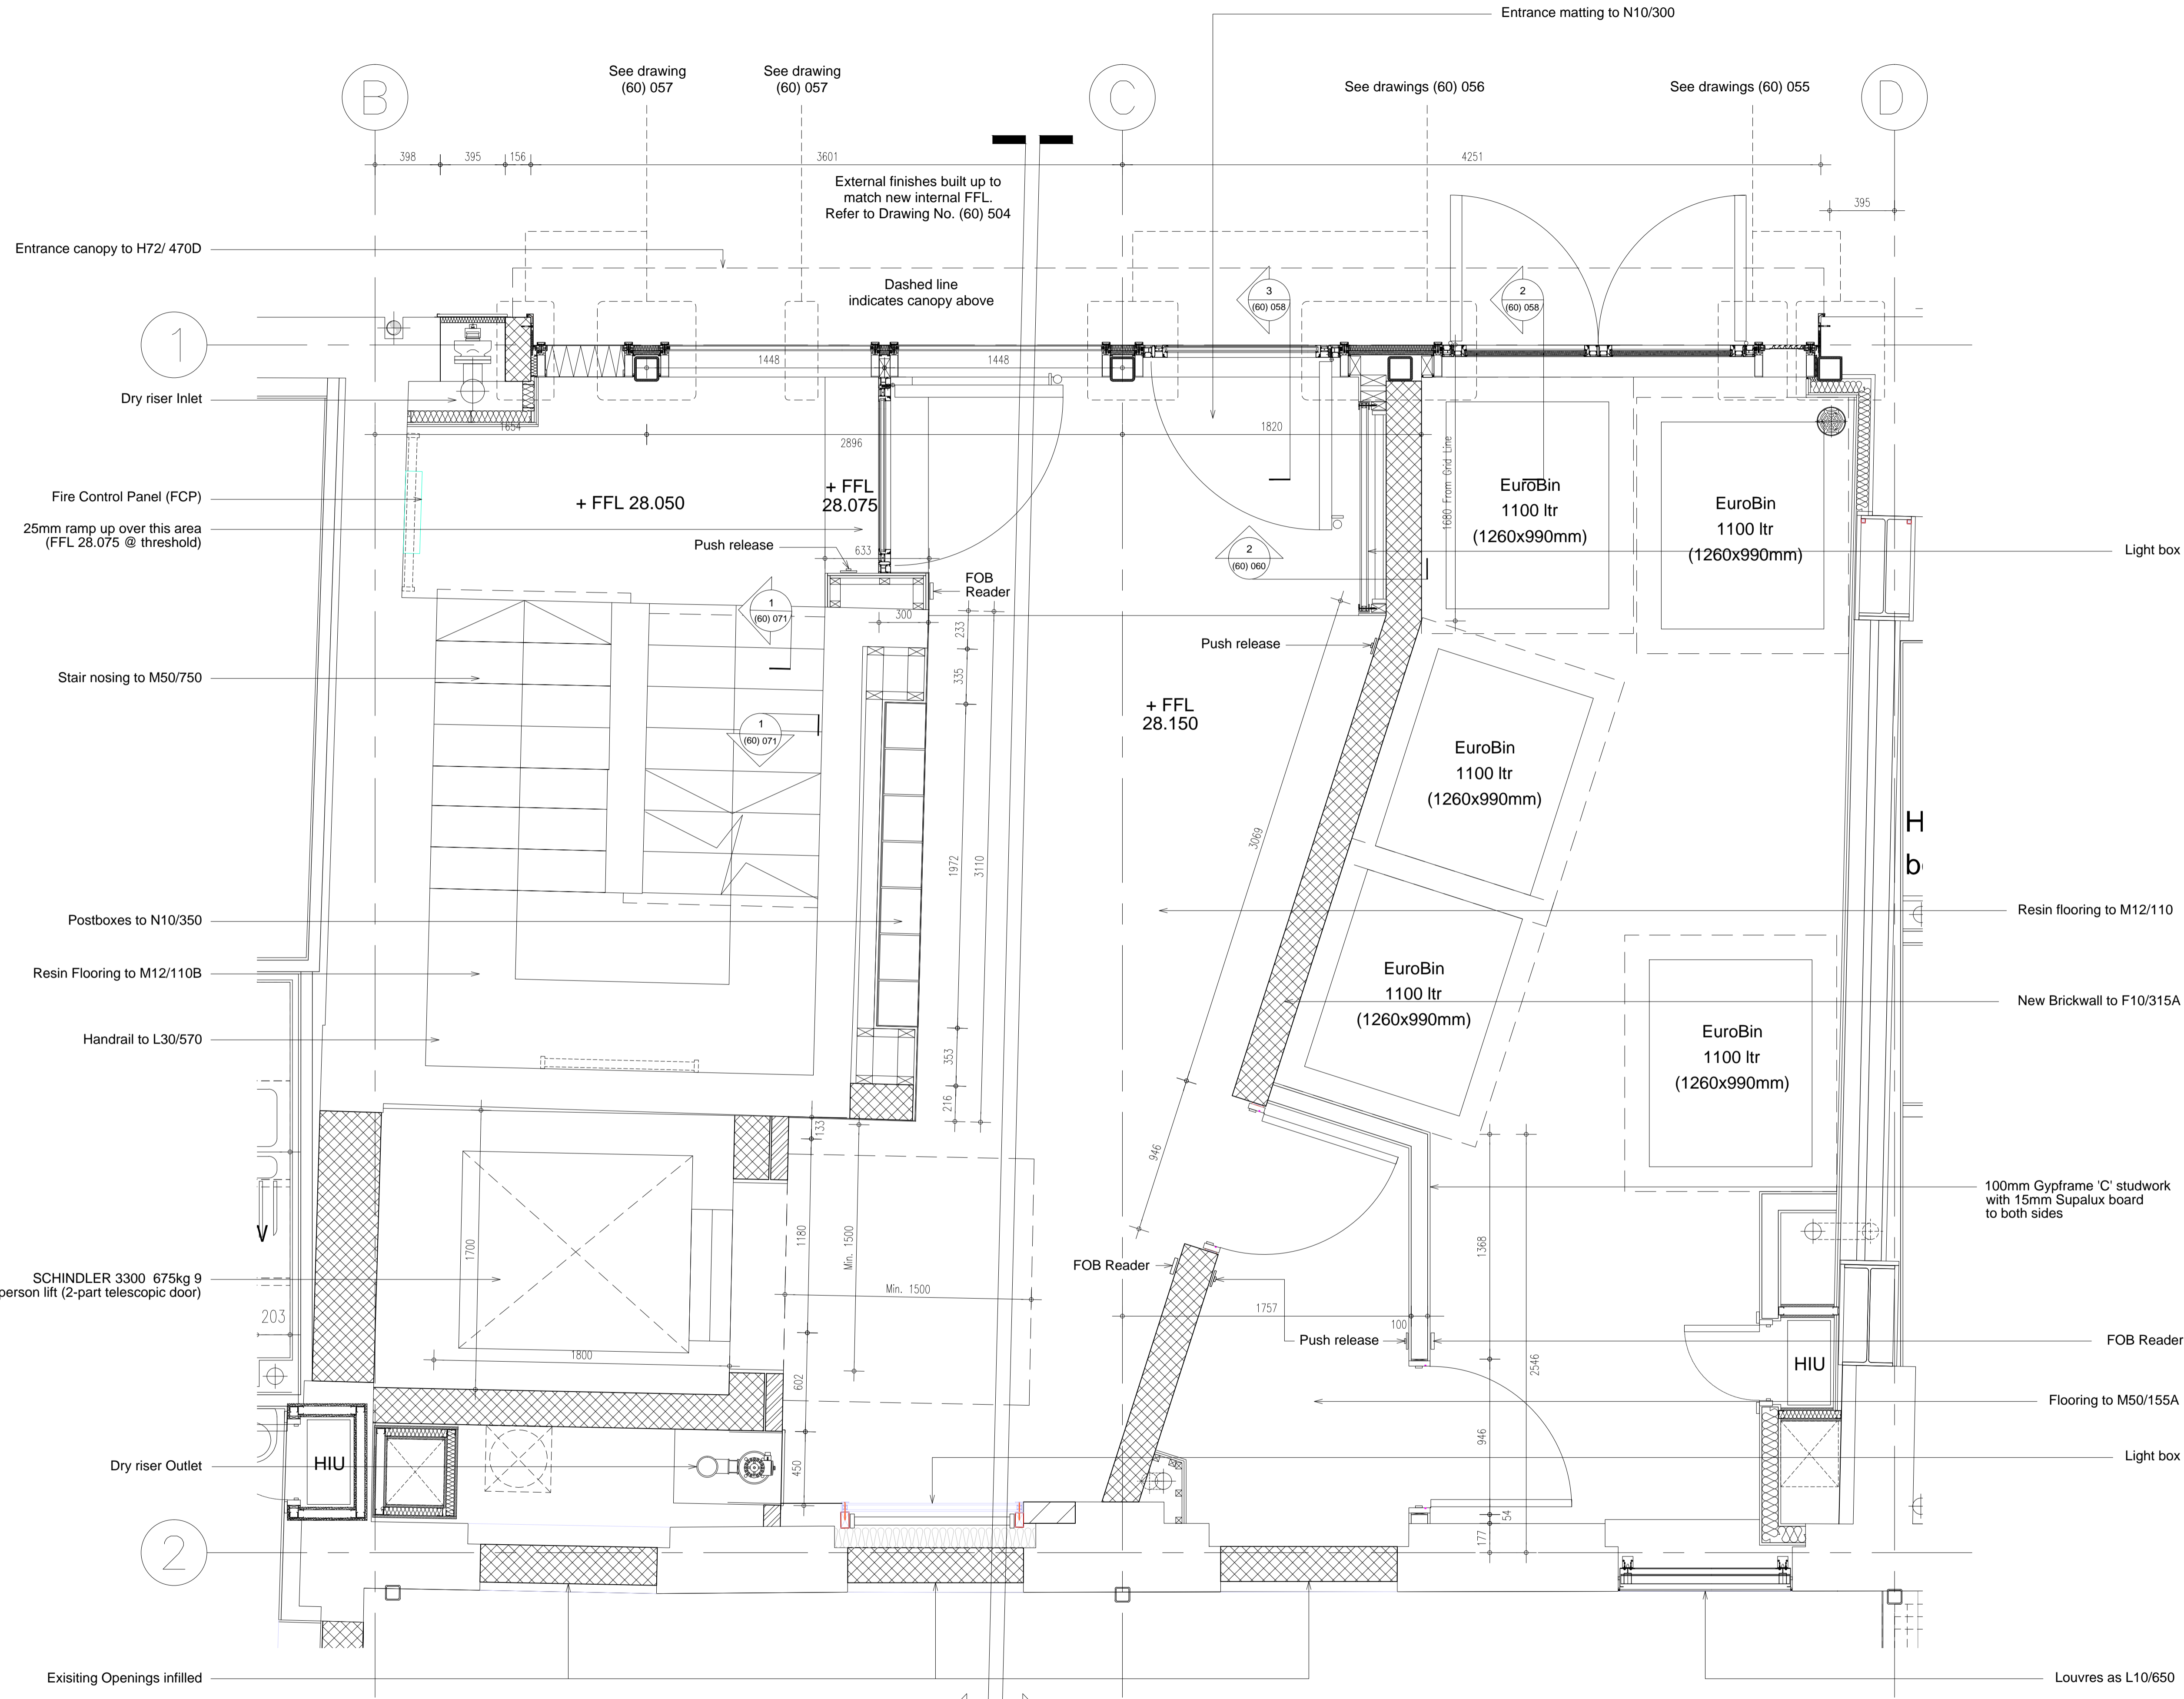 Entrance matting to N10/300
See drawing
(60) 057
See drawing
(60) 057
See drawings (60) 056
See drawings (60) 055
B
C
D
398
395
156
3601
4251
395
External finishes built up to
match new internal FFL.
Refer to Drawing No. (60) 504
Entrance canopy to H72/ 470D
Dashed line
indicates canopy above
3
(60) 058
2
(60) 058
1
1448
1448
Dry riser Inlet
1654
2896
1820
1680 From Grid Line
Fire Control Panel (FCP)
+ FFL 28.050
+ FFL
28.075
25mm ramp up over this area
(FFL 28.075 @ threshold)
Push release
633
FOB
Reader
2
(60) 060
EuroBin
1100 ltr
(1260x990mm)
EuroBin
1100 ltr
(1260x990mm)
Light box
1
(60) 071
300
233
335
Push release
Stair nosing to M50/750
1
(60) 071
+ FFL
28.150
EuroBin
1100 ltr
(1260x990mm)
3069
1972
3110
H
Postboxes to N10/350
Resin flooring to M12/110
Resin Flooring to M12/110B
EuroBin
1100 ltr
(1260x990mm)
New Brickwall to F10/315A
Handrail to L30/570
353
216
EuroBin
1100 ltr
(1260x990mm)
133
946
1700
1180
Min. 1500
Min. 1500
100mm Gypframe 'C' studwork
with 15mm Supalux board
to both sides
1368
2546
FOB Reader
SCHINDLER 3300 675kg 9
person lift (2-part telescopic door)
203
1757
100
Push release
FOB Reader
1800
HIU
602
Flooring to M50/155A
946
Light box
HIU
Dry riser Outlet
450
54
177
2
Exisiting Openings infilled
Louvres as L10/650